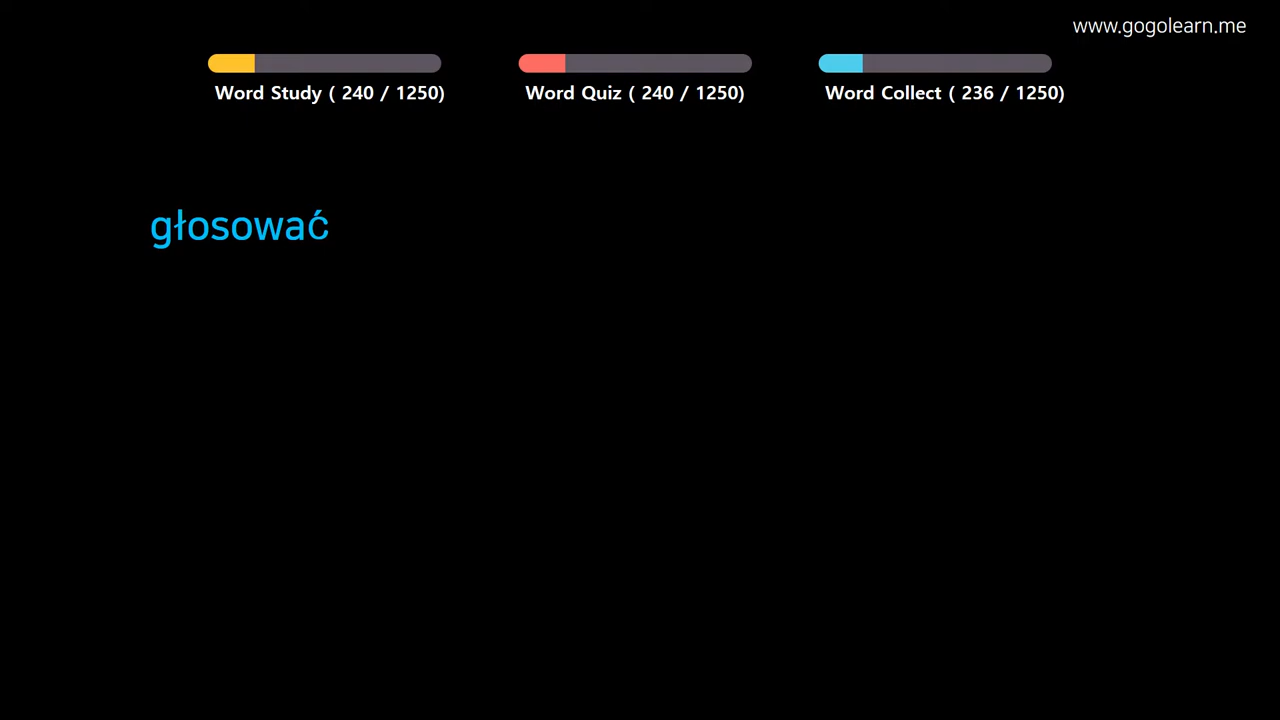 www.gogolearn.me
Word Study ( 240 / 1250)
Word Quiz ( 240 / 1250)
Word Collect ( 236 / 1250)
głosować